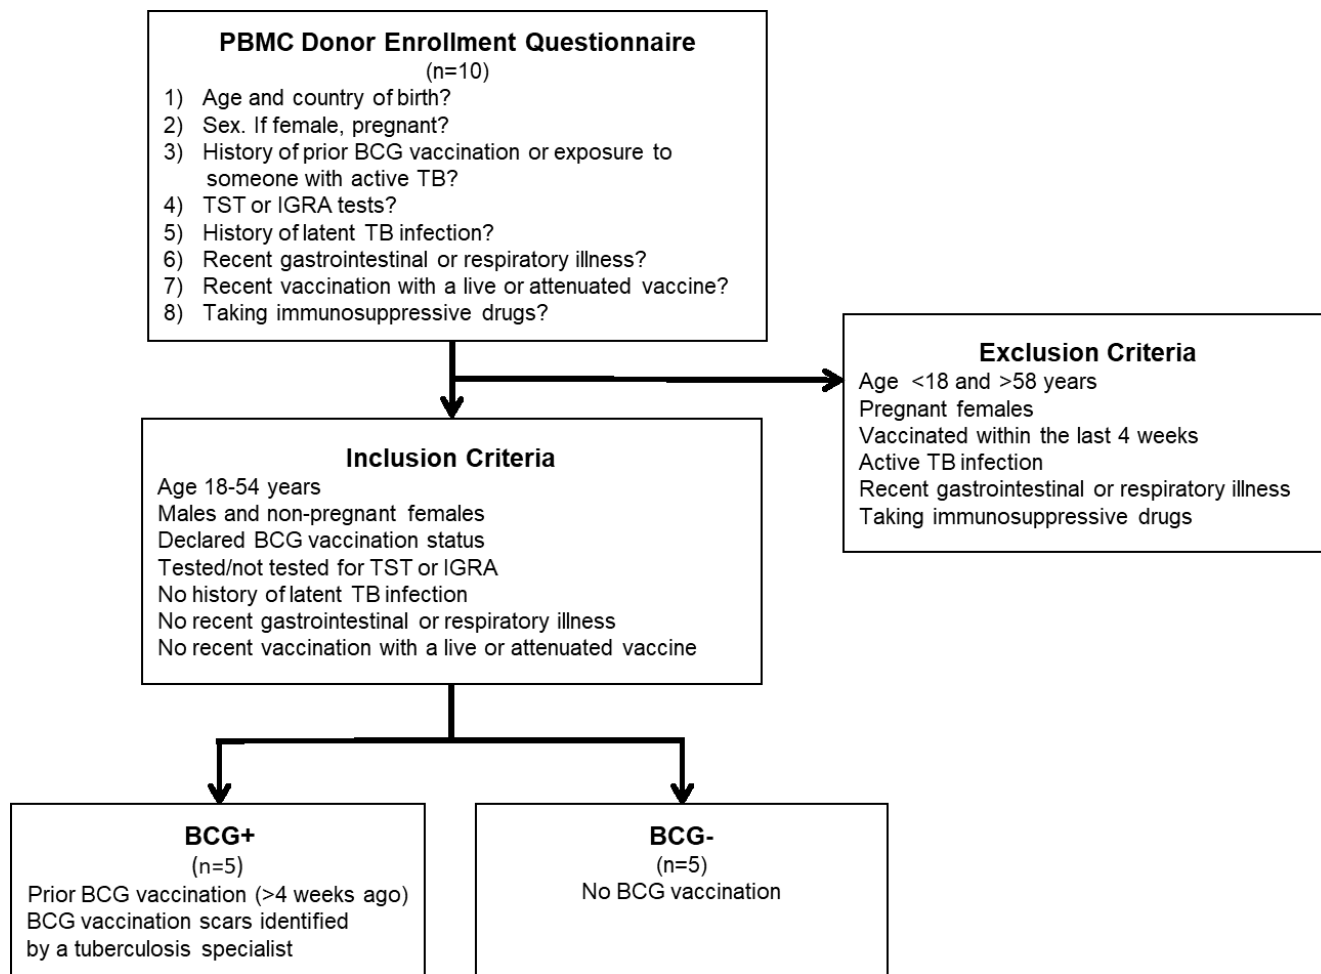 PBMC Donor Enrollment Questionnaire
(n=10)
1) Age and country of birth?
2) Sex. If female, pregnant?
3) History of prior BCG vaccination or exposure to
someone with active TB?
4) TST or IGRA tests?
5) History of latent TB infection?
6) Recent gastrointestinal or respiratory illness?
7) Recent vaccination with a live or attenuated vaccine?
8) Taking immunosuppressive drugs?
Exclusion Criteria
Age <18 and >58 years
Pregnant females
Vaccinated within the last 4 weeks
Active TB infection
Recent gastrointestinal or respiratory illness
Taking immunosuppressive drugs
Inclusion Criteria
Age 18-54 years
Males and non-pregnant females
Declared BCG vaccination status
Tested/not tested for TST or IGRA
No history of latent TB infection
No recent gastrointestinal or respiratory illness
No recent vaccination with a live or attenuated vaccine
BCG+
(n=5)
Prior BCG vaccination (>4 weeks ago)
BCG vaccination scars identified
by a tuberculosis specialist
BCG-
(n=5)
No BCG vaccination